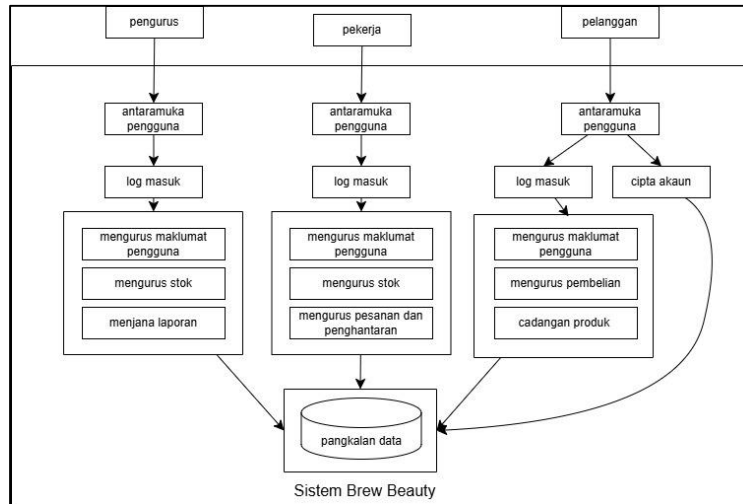 pengurus
pekerja
pelanggan
antaramuka
pengguna
antaramuka
pengguna
antaramuka
pengguna
log masuk
log masuk
log masuk
cipta akaun
mengurus maklumat
pengguna
mengurus stok
menjana laporan
mengurus maklumat
pengguna
mengurus stok
mengurus pesanan dan
penghantaran
mengurus maklumat
pengguna
mengurus pembelian
cadangan produk
pangkalan data
Sistem Brew Beauty